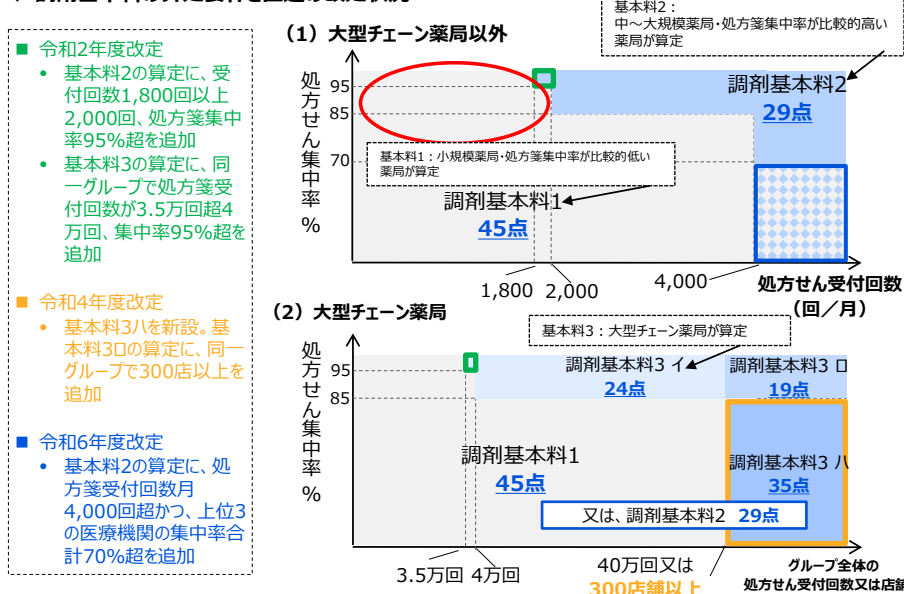 ■ 令和2年度改定
• 基本料2の算定に、受
付回数1,800回以上
2,000回、処方箋集中
率95%超を追加
• 基本料3の算定に、同
一グループで処方箋受
付回数が3.5万回超4
万回、集中率95%超を
追加
■ 令和4年度改定
• 基本料3ハを新設。基
本料3ロの算定に、同一
グループで300店以上を
追加
■ 令和6年度改定
• 基本料2の算定に、処
方箋受付回数月
4,000回超かつ、上位3
の医療機関の集中率合
計70%超を追加
(1)大型チェーン薬局以外
基本料2:
中~大規模薬局・処方箋集中率が比較的高い
薬局が算定
処方せん集中率 %
95
85
70
調剤基本料2
29点
基本料1:小規模薬局・処方箋集中率が比較的低い
薬局が算定
調剤基本料1
45点
1,800
2,000
4,000
処方せん受付回数
(回/月)
(2)大型チェーン薬局
基本料3:大型チェーン薬局が算定
処方せん集中率 %
95
85
調剤基本料3 イ
24点
調剤基本料3 ロ
19点
調剤基本料1
45点
調剤基本料3 ハ
35点
又は、調剤基本料2 29点
3.5万回
4万回
40万回又は
300店舗以上
グループ全体の
処方せん受付回数又は店舗